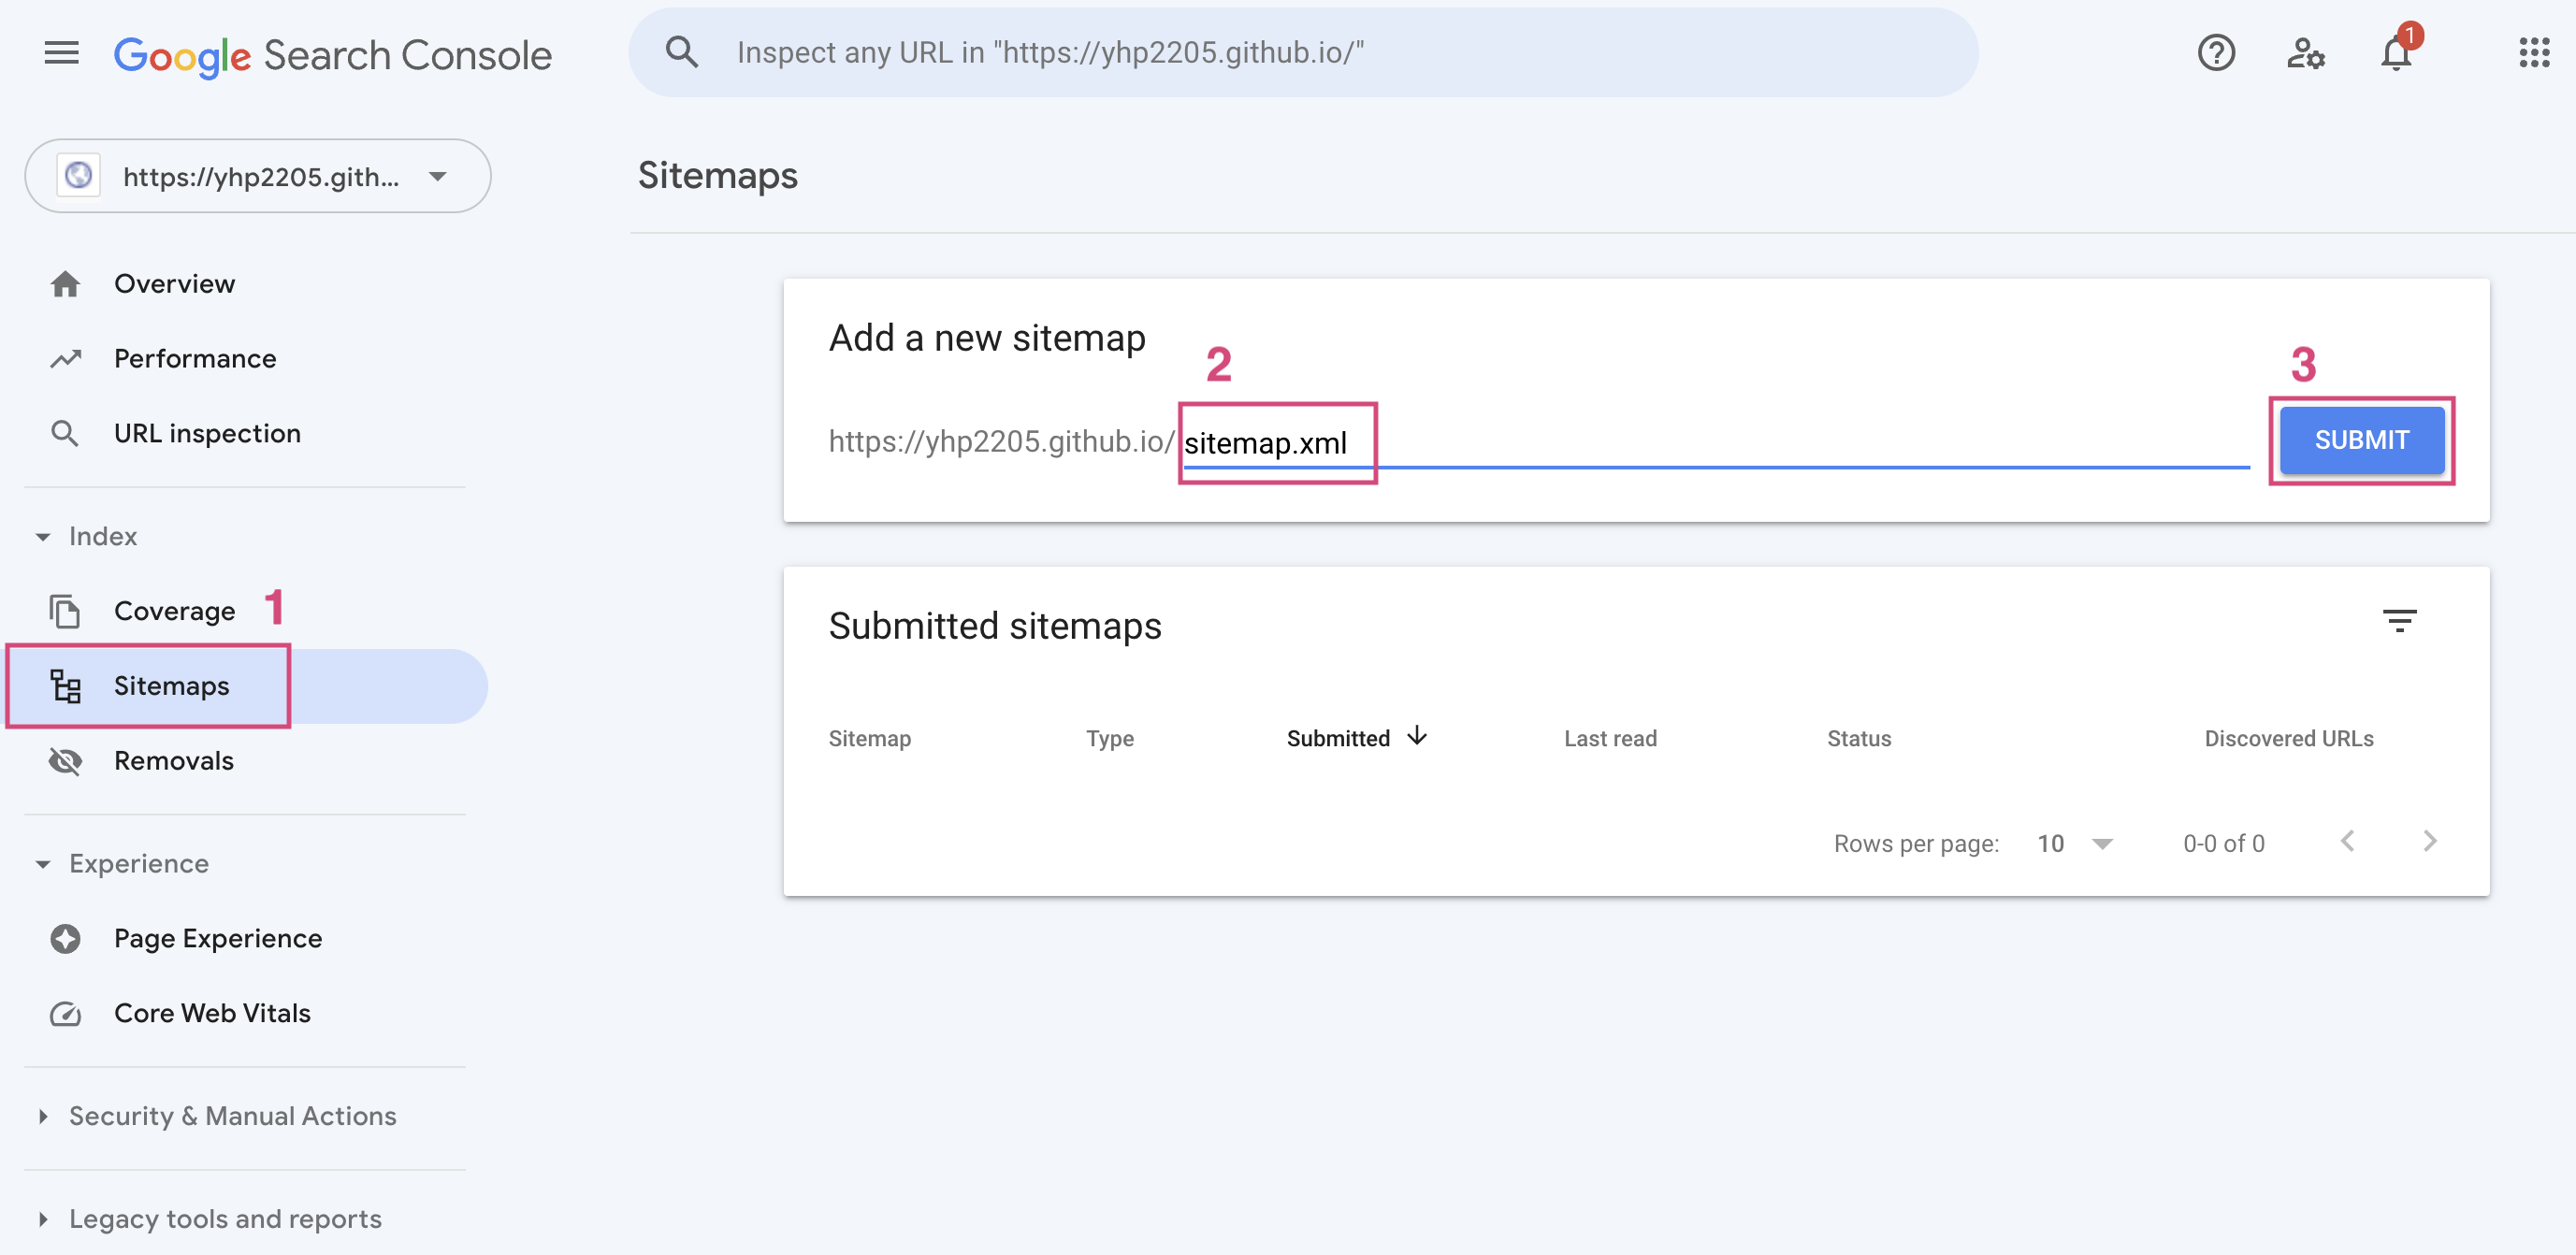 Google Search Console
Inspect any URL in "https://yhp2205.github.io/"
1
https://yhp2205.gith...
Sitemaps
Overview
Performance
URL inspection
Index
Coverage 1
Sitemaps
Removals
Experience
Page Experience
Core Web Vitals
Security & Manual Actions
Legacy tools and reports
Add a new sitemap
2
3
https://yhp2205.github.io/ sitemap.xml
SUBMIT
Submitted sitemaps
Sitemap Type Submitted Last read Status Discovered URLs
Rows per page: 10 0-0 of 0